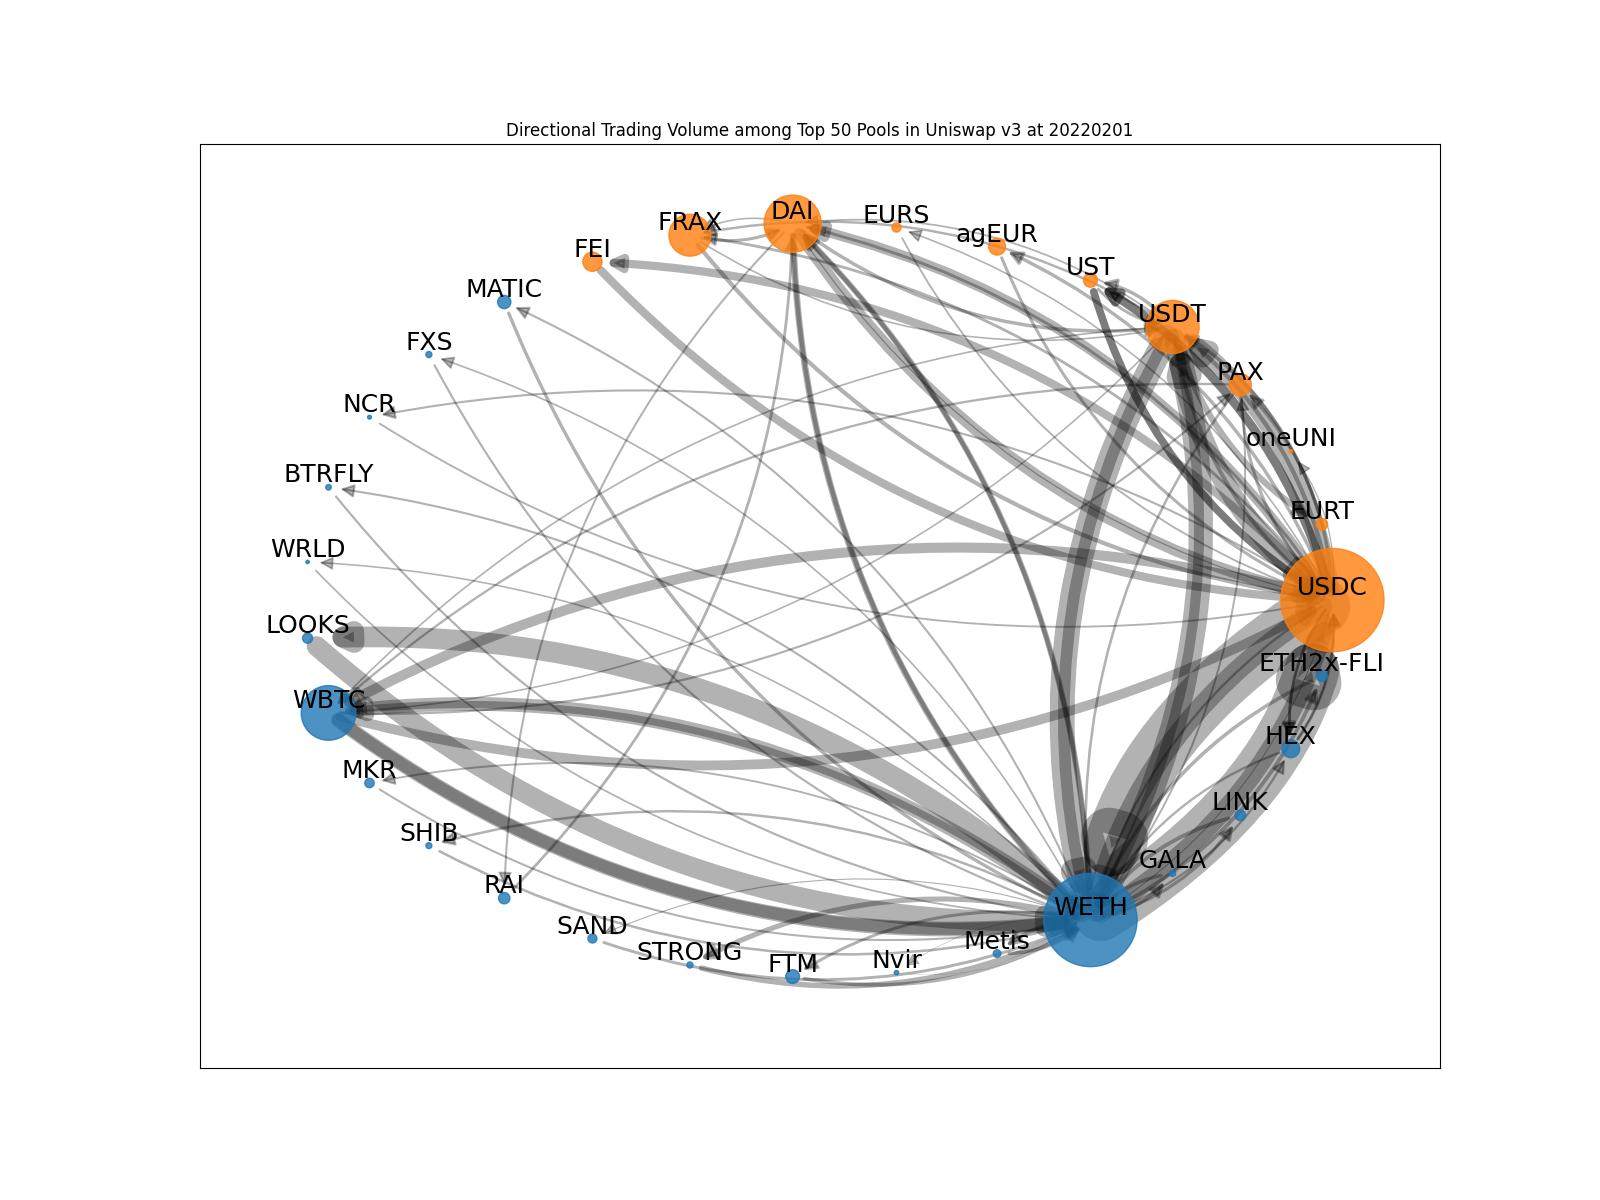 Directional Trading Volume among Top 50 Pools in Uniswap v3 at 20220201
DAI
EURS
FRAX
agEUR
FEI
UST
MATIC
USDT
FXS
PAX
NCR
oneUNI
BTRFLY
EURT
WRLD
USDC
LOOKS
ETH2x-FLI
WBTC
HEX
MKR
LINK
SHIB
GALA
RAI
WETH
SAND
Metis
STRONG
Nvir
FTM